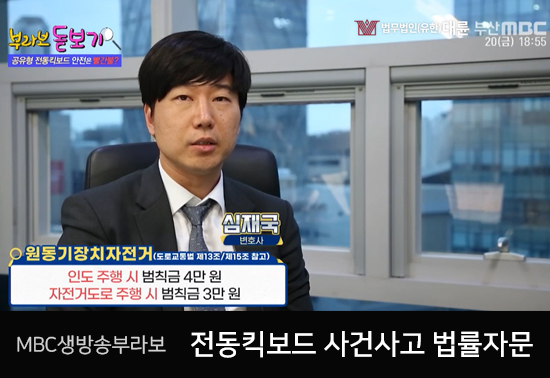 부라보 돋보기
공유형 전동킥보드 안전은 빨간불?
법무법인(유한) 대륜 부산MBC
20(금) 18:55
심재국
변호사
원동기장치자전거(도로교통법 제13조/제15조 참고)
인도 주행 시 범칙금 4만 원
자전거도로 주행 시 범칙금 3만 원
MBC생방송부라보 전동킥보드 사건사고 법률자문